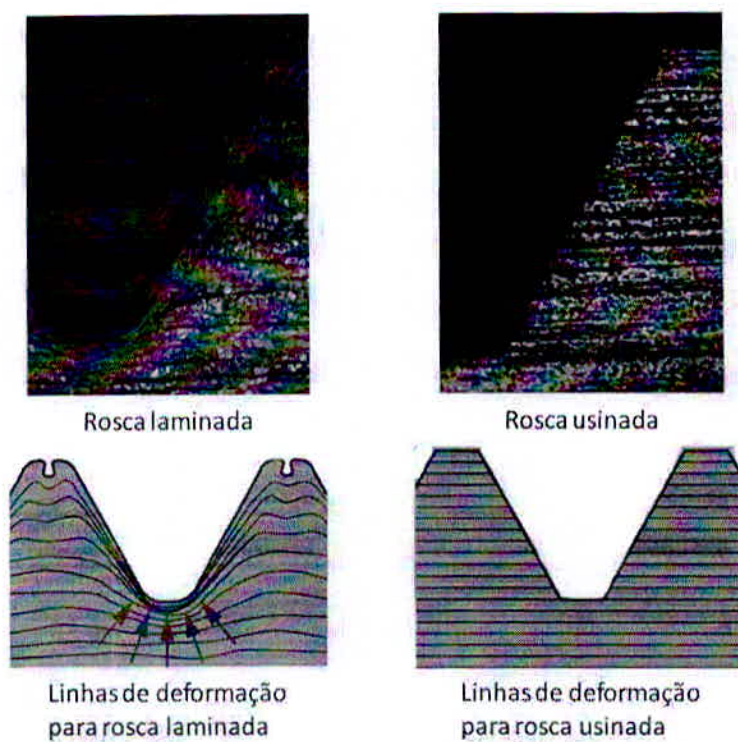 Rosca laminada
Rosca usinada
Linhas de deformação
para rosca laminada
Linhas de deformação
para rosca usinada